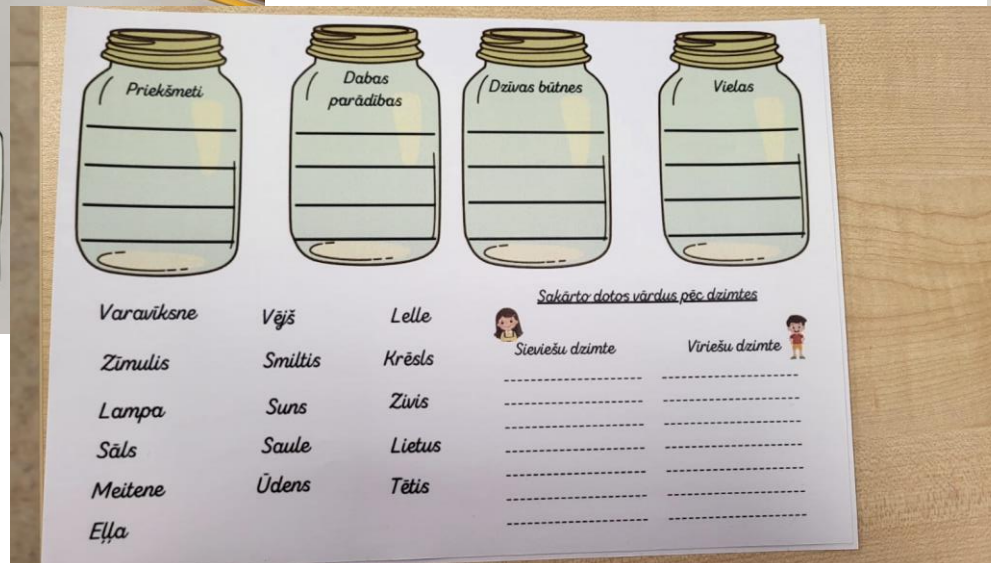 Priekšmeti
Dabas
parādības
Dzīvas būtnes
Vielas
Varavīksne
Zīmulis
Lampa
Sāls
Meitene
Eļļa
Vējš
Smiltis
Suns
Saule
Ūdens
Lelle
Krēsls
Zivis
Lietus
Tētis
Sakārto dotos vārdus pēc dzimtes
Sieviešu dzimte
Vīriešu dzimte